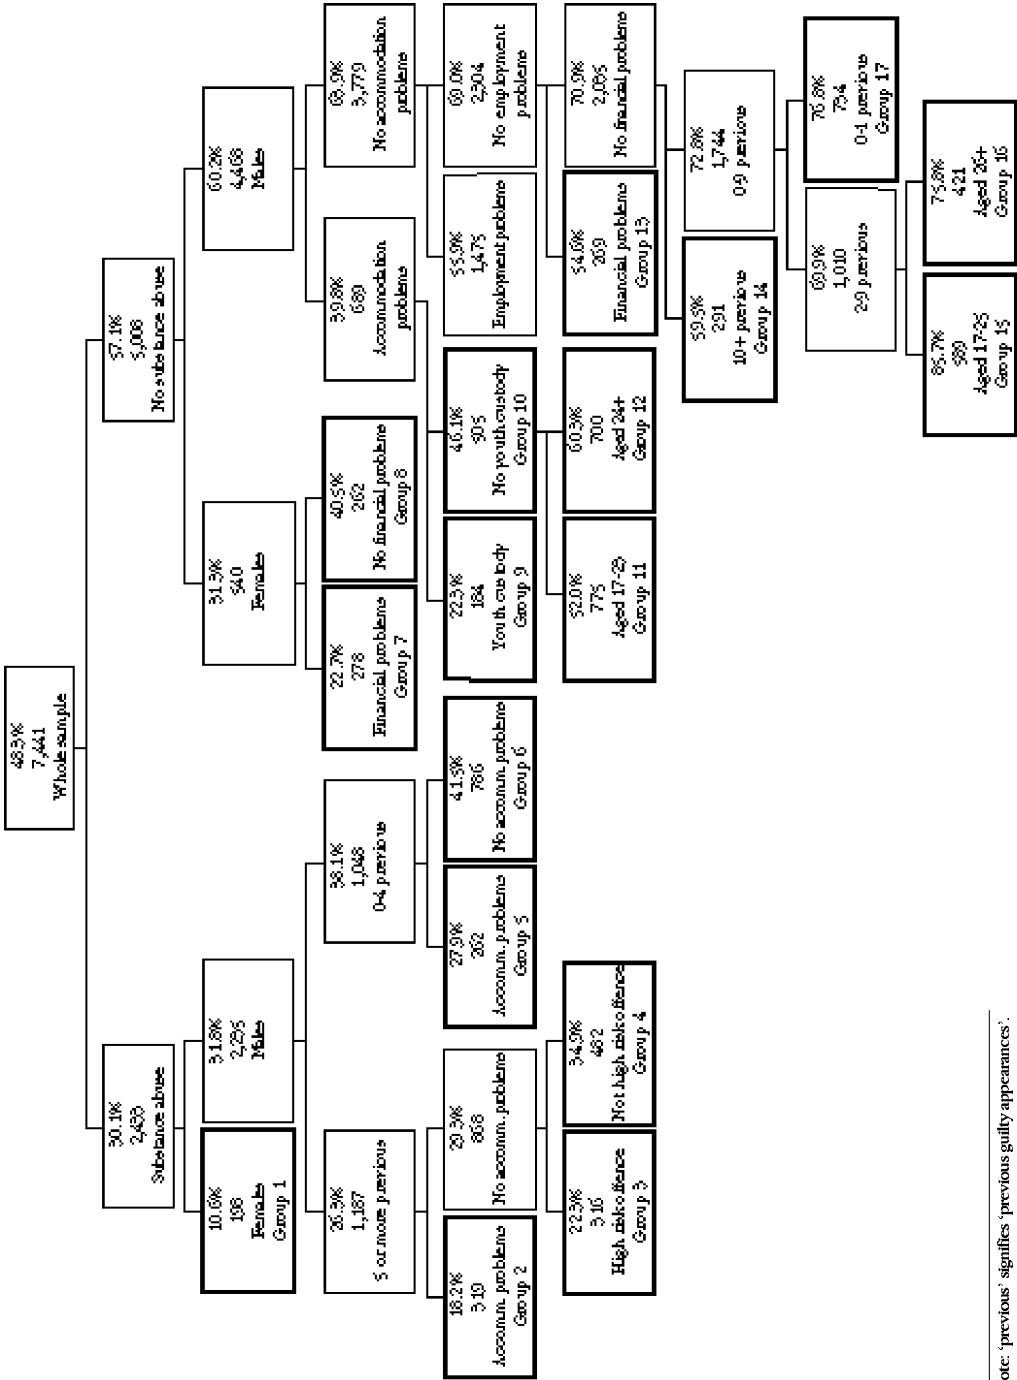 48.3%
7,441
Whole sample
30.1%
2,433
Substance abuse
57.1%
5,008
No substance abuse
10.6%
198
Females
Group 1
31.8%
2,235
Males
31.3%
540
Females
60.2%
4,468
Males
26.3%
1,187
5 or more previous
38.1%
1,048
0-4 previous
22.7%
278
Financial problems
Group 7
40.5%
262
No financial problems
Group 8
39.8%
689
Accommodation
problems
63.9%
3,779
No accommodation
problems
18.2%
319
Accomm. problems
Group 2
29.3%
868
No accomm. problems
27.9%
262
Accomm. problems
Group 5
41.5%
786
No accomm. problems
Group 6
22.3%
184
Youth custody
Group 9
46.1%
505
No youth custody
Group 10
55.9%
1,475
Employment problems
69.0%
2,304
No employment
problems
22.3%
386
High risk offence
Group 3
34.9%
482
Not high risk offence
Group 4
52.0%
775
Aged 17-23
Group 11
60.3%
700
Aged 24+
Group 12
54.6%
269
Financial problems
Group 13
70.9%
2,035
No financial problems
59.5%
291
10+ previous
Group 14
72.8%
1,744
0-9 previous
69.9%
1,010
2-9 previous
76.8%
734
0-1 previous
Group 17
65.7%
589
Aged 17-25
Group 15
75.8%
421
Aged 26+
Group 16
ote: ‘previous’ signifies ‘previous guilty appearances’.